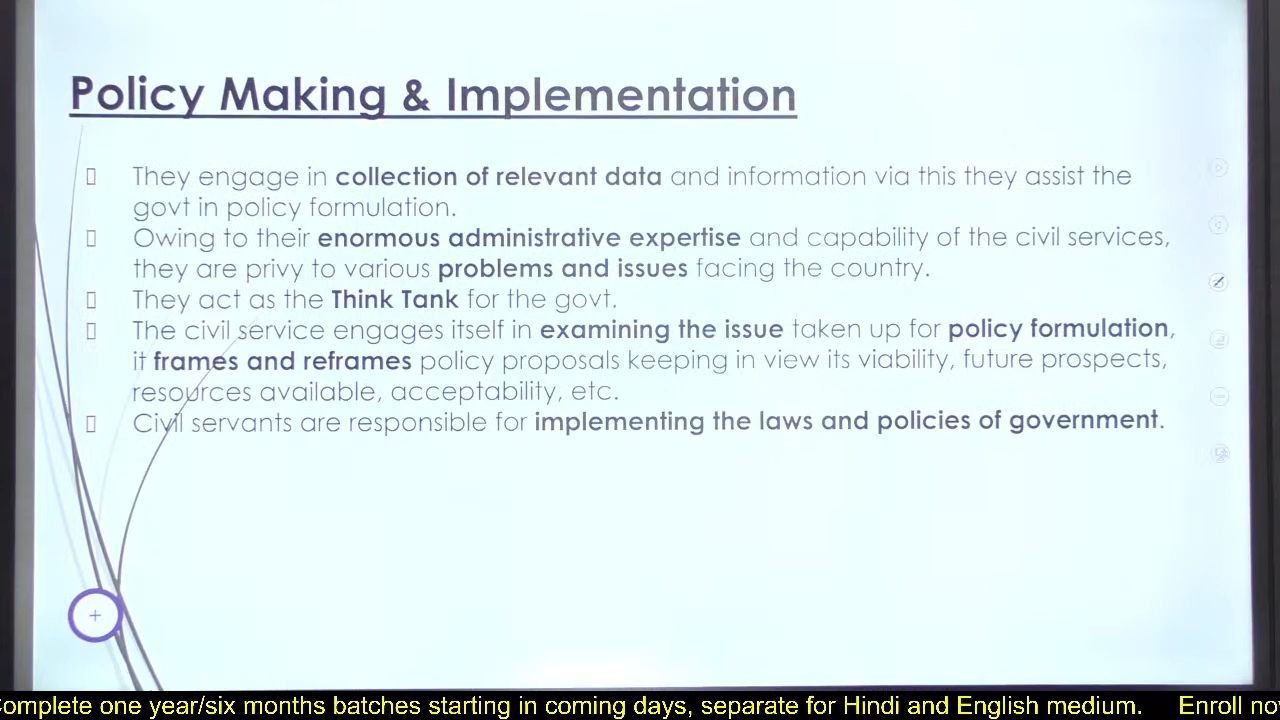 Policy Making & Implementation
They engage in collection of relevant data and information via this they assist the
govt in policy formulation.
Owing to their enormous administrative expertise and capability of the civil services,
they are privy to various problems and issues facing the country.
They act as the Think Tank for the govt.
The civil service engages itself in examining the issue taken up for policy formulation,
it frames and reframes policy proposals keeping in view its viability, future prospects,
resources available, acceptability, etc.
Civil servants are responsible for implementing the laws and policies of government.
Complete one year/six months batches starting in coming days, separate for Hindi and English medium. Enroll no